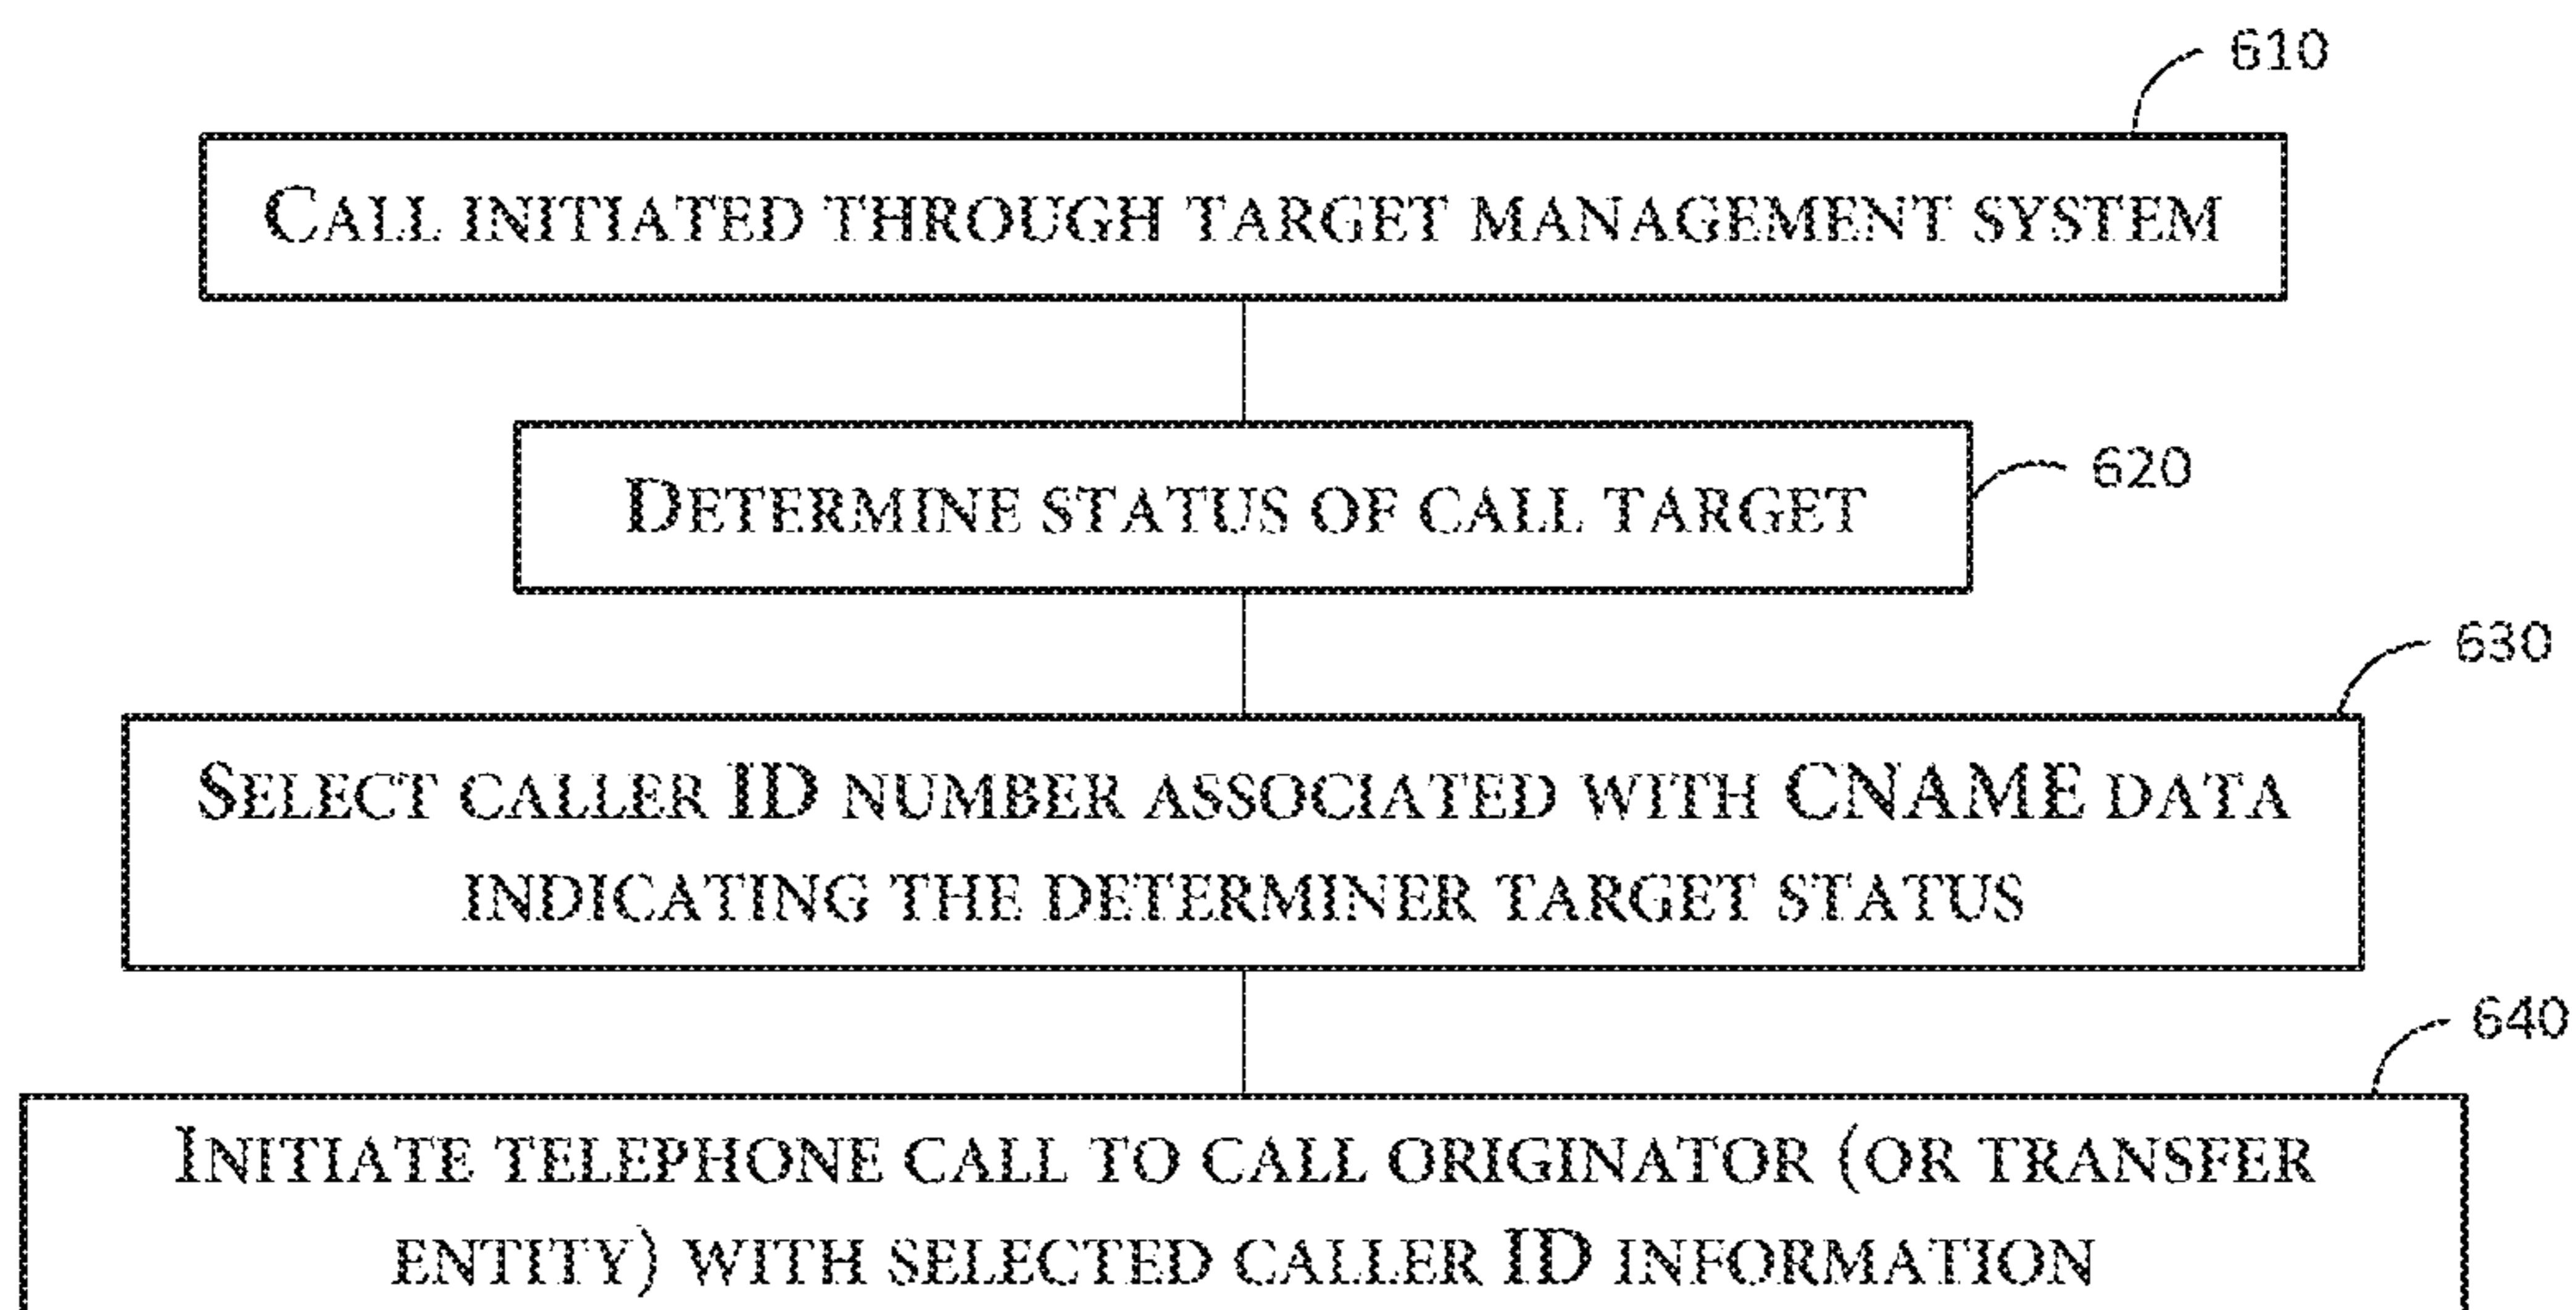 610
CALL INITIATED THROUGH TARGET MANAGEMENT SYSTEM
DETERMINE STATUS OF CALL TARGET
620
630
SELECT CALLER ID NUMBER ASSOCIATED WITH CNAME DATA
INDICATING THE DETERMINER TARGET STATUS
640
INITIATE TELEPHONE CALL TO CALL ORIGINATOR (OR TRANSFER
ENTITY) WITH SELECTED CALLER ID INFORMATION